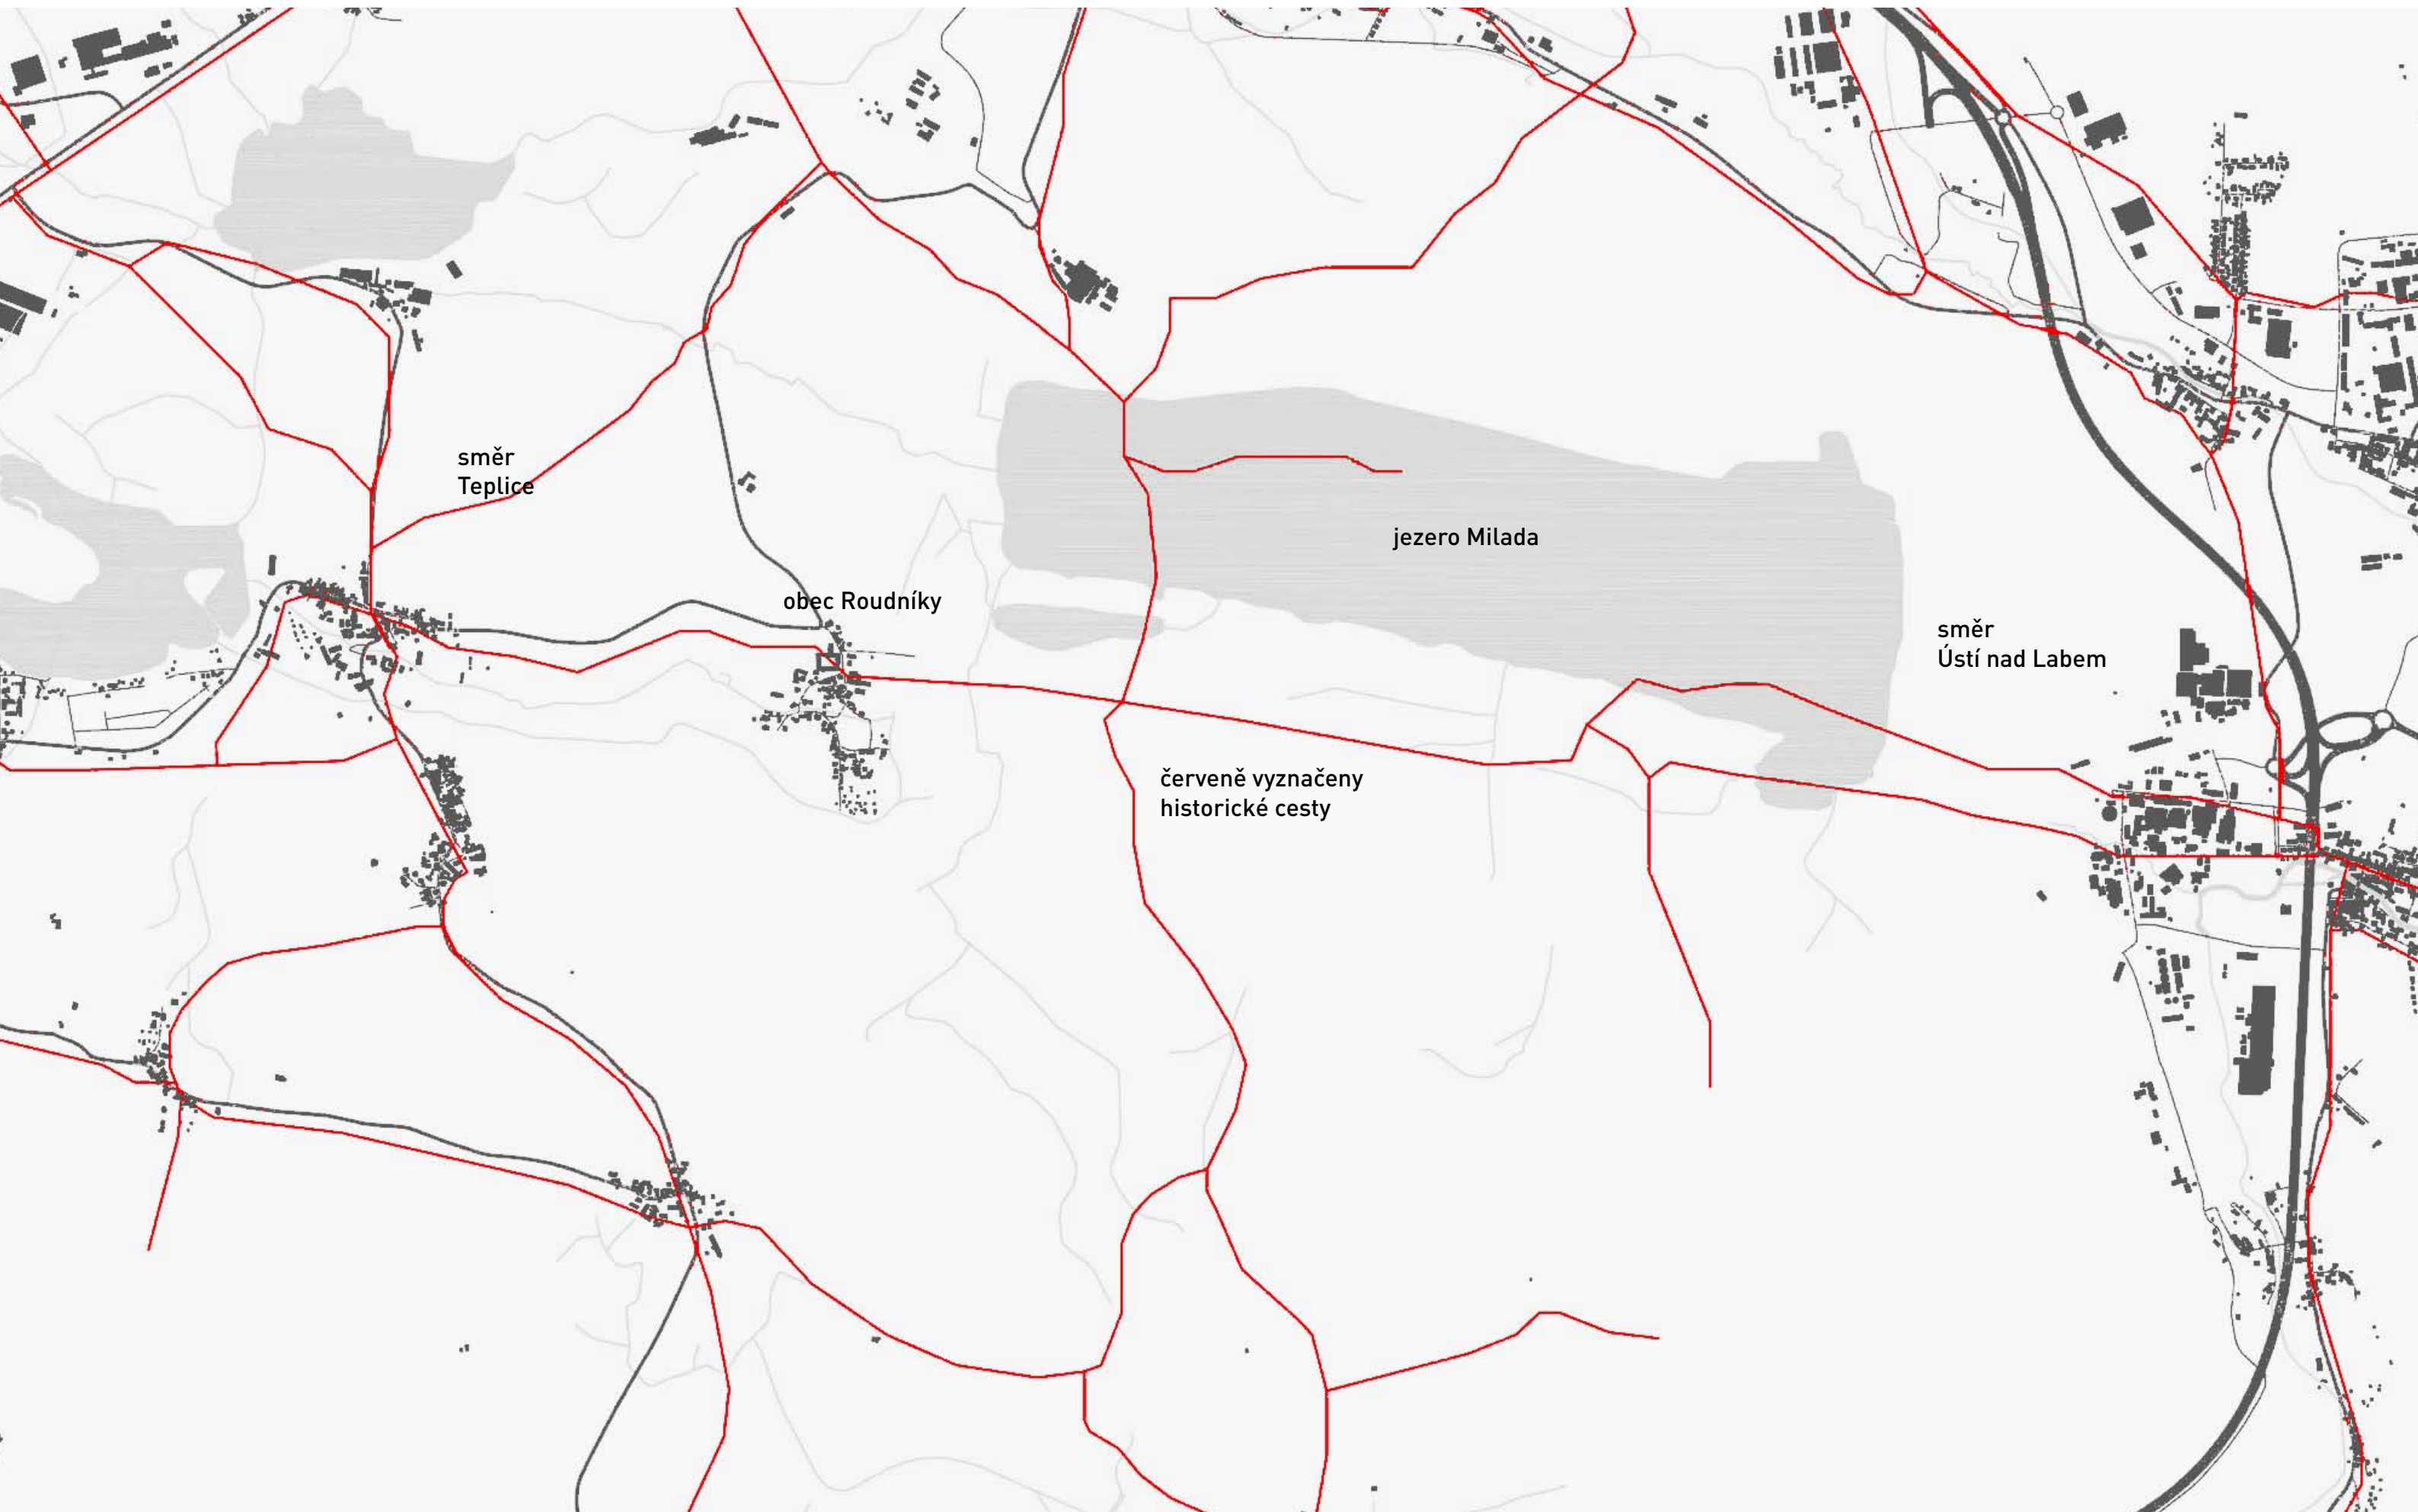 směr
Teplice
jezero Milada
obec Roudníky
směr
Ústí nad Labem
červeně vyznačeny
historické cesty